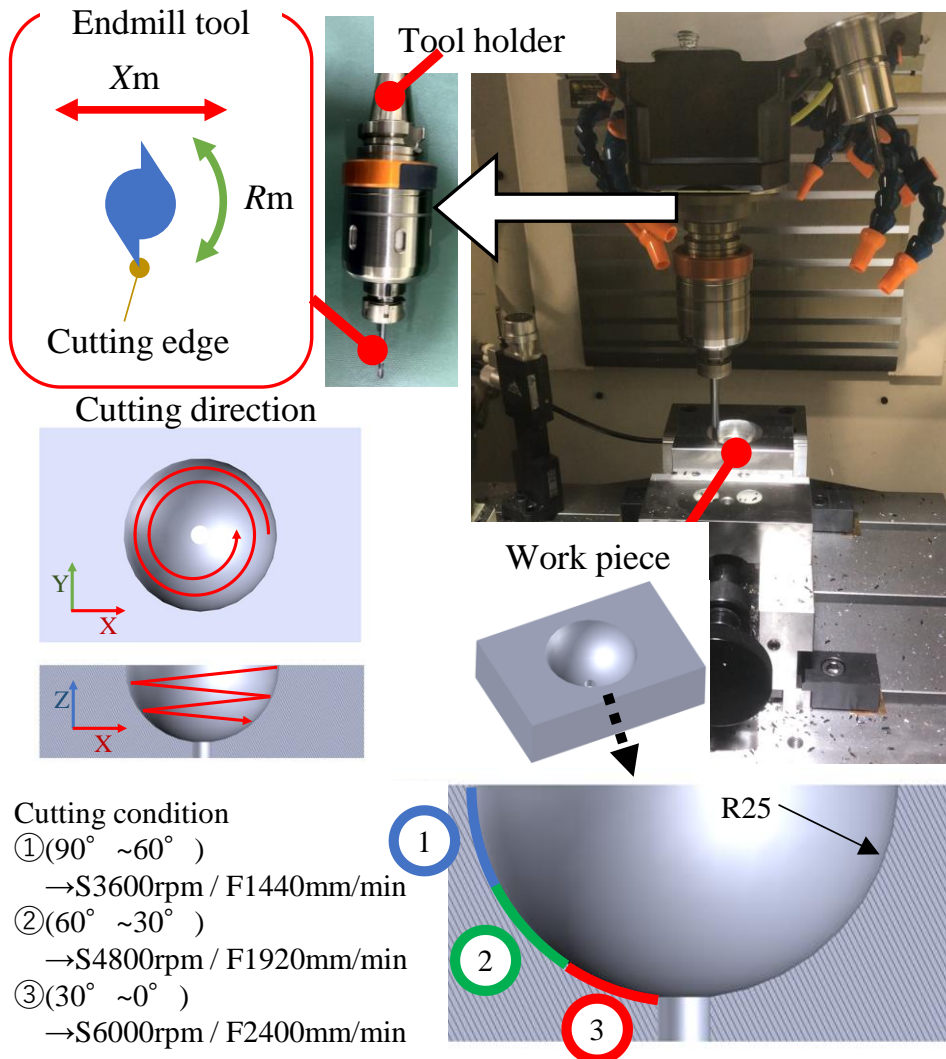 Endmill tool
Xm
Rm
Cutting edge
Tool holder
Cutting direction
Y
X
Z
X
Work piece
Cutting condition
①(90° ~60° )
→S3600rpm / F1440mm/min
②(60° ~30° )
→S4800rpm / F1920mm/min
③(30° ~0° )
→S6000rpm / F2400mm/min
R25
1
2
3